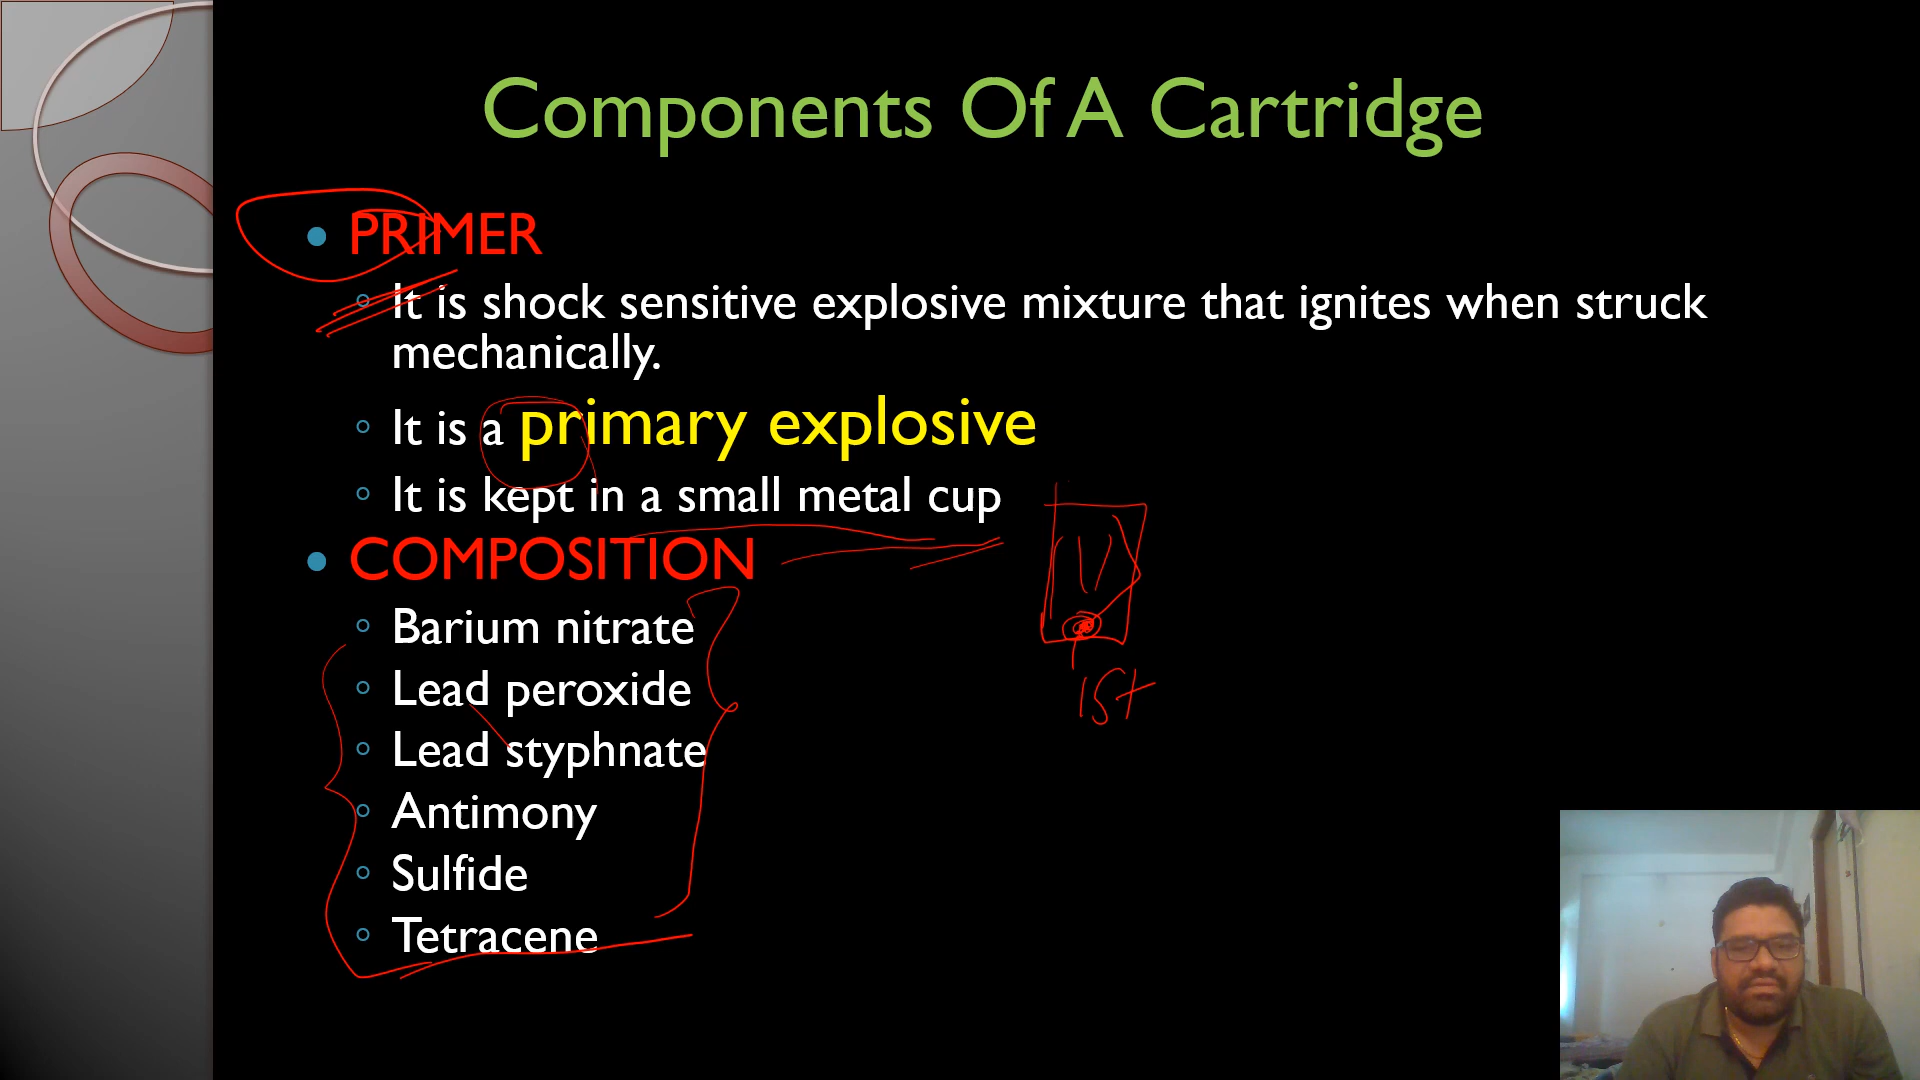 Components Of A Cartridge
PRIMER
It is shock sensitive explosive mixture that ignites when struck
mechanically.
It is a primary explosive
It is kept in a small metal cup
COMPOSITION
Barium nitrate
Lead peroxide
Lead styphnate
Antimony
Sulfide
Tetracene
1st